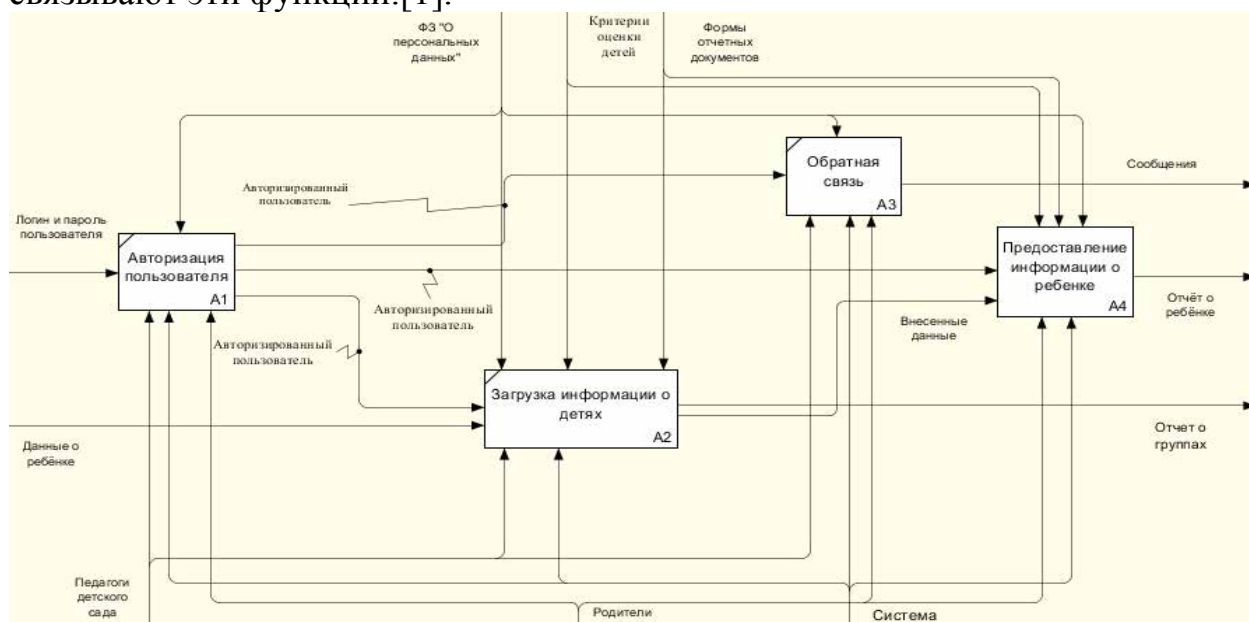 связывают эти функции.[1].
ФЗ "О
персональных
данных"
Критерии
оценки
детей
Формы
отчетных
документов
Обратная
связь
A3
Сообщения
Авторизированный
пользователь
Логин и пароль
пользователя
Авторизация
пользователя
A1
Предоставление
информации о
ребенке
A4
Отчёт о
ребёнке
Авторизированный
пользователь
Внесенные
данные
Авторизированный
пользователь
Загрузка информации о
детях
A2
Отчет о
группах
Данные о
ребёнке
Педагоги
детского
сада
Родители
Система